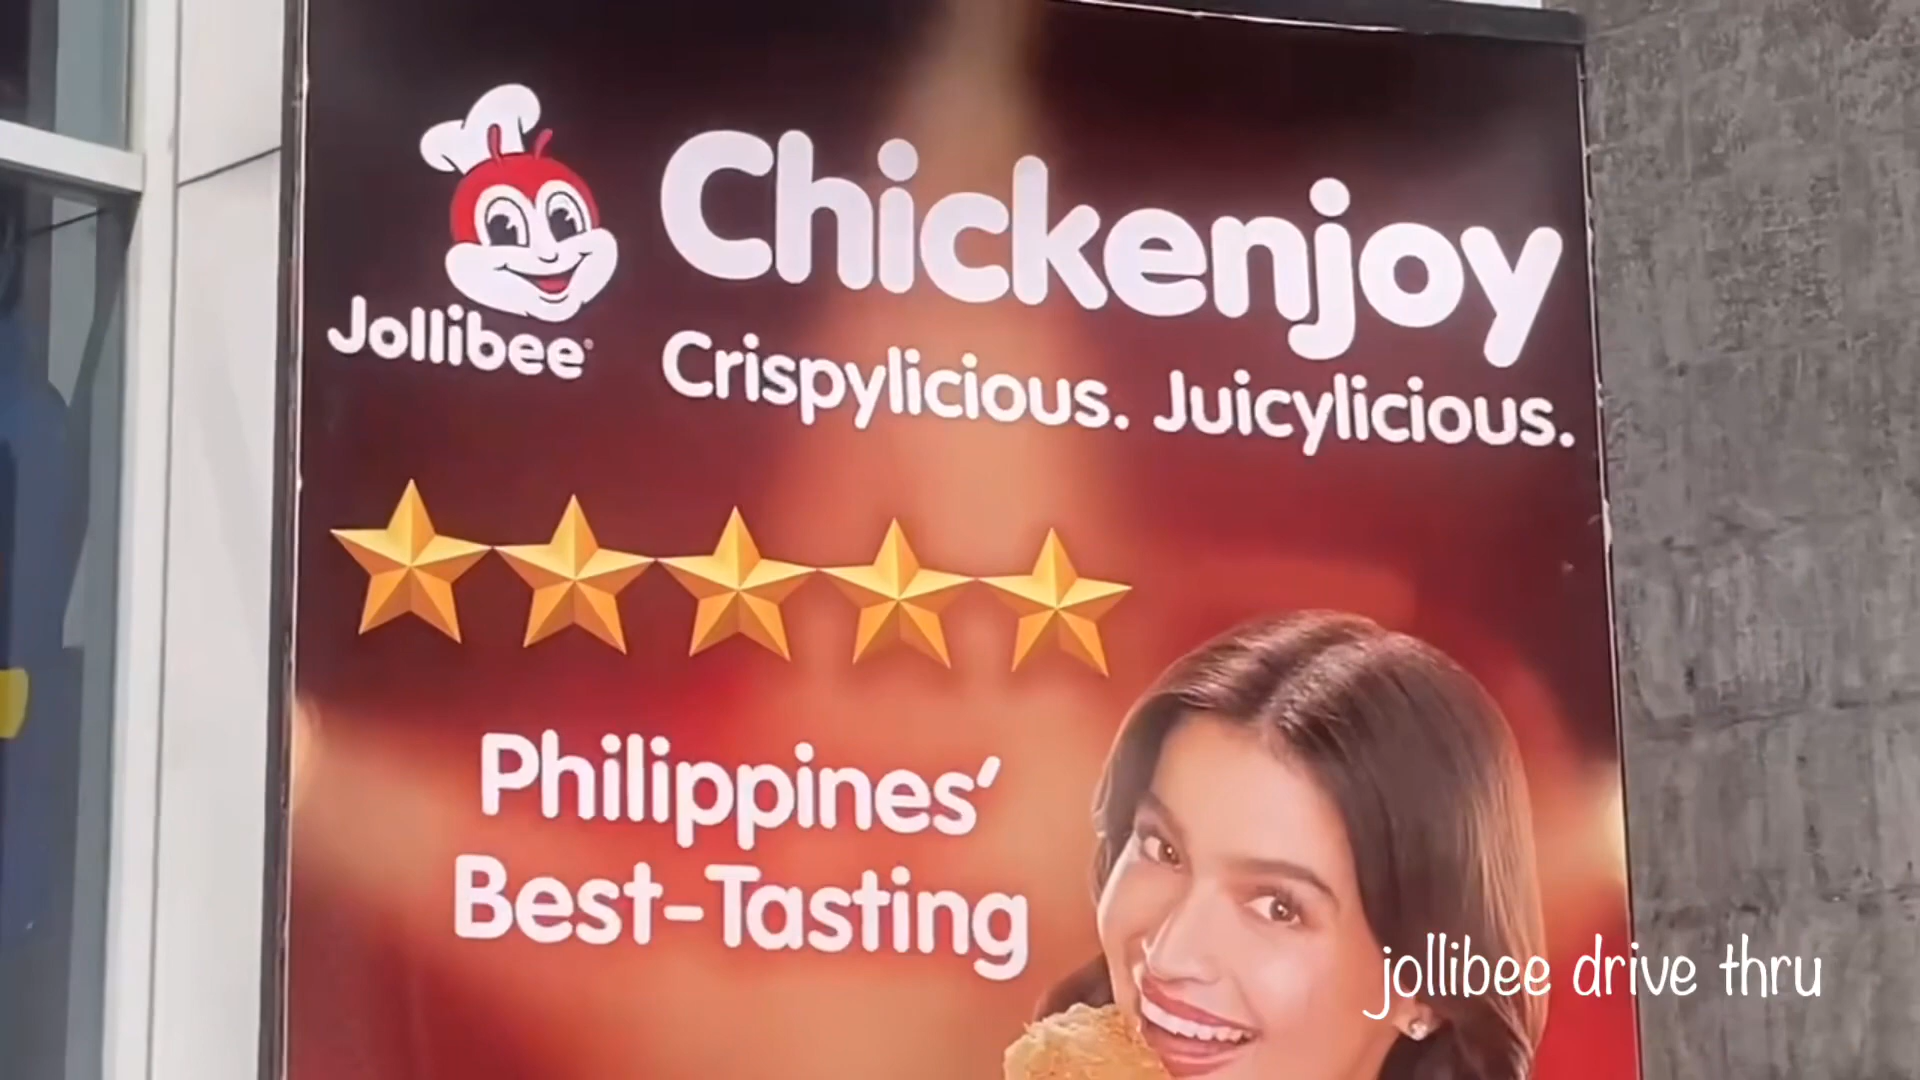 Chickenjoy
Jollibee
Crispylicious. Juicylicious.
Philippines'
Best-Tasting
jollibee drive thru